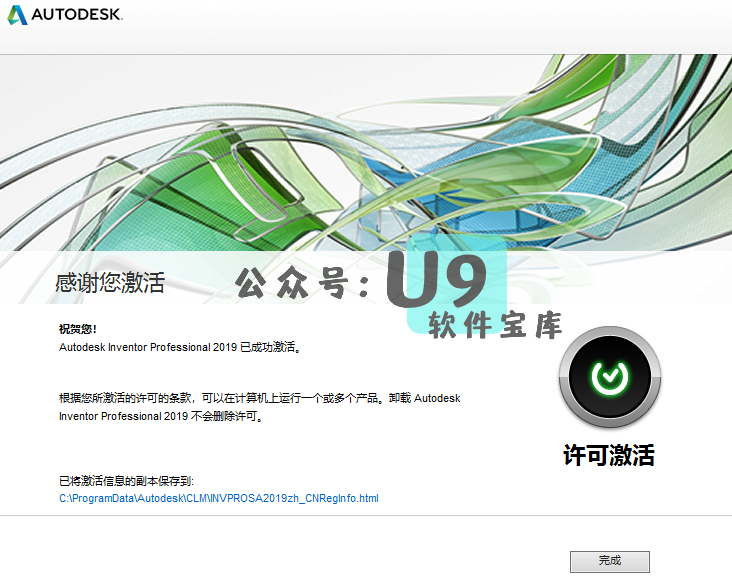 AUTODESK.
感谢您激活
公众号: U9
软件宝库
祝贺您!
Autodesk Inventor Professional 2019 已成功激活。
根据您所激活的许可的条款，可以在计算机上运行一个或多个产品。卸载 Autodesk
Inventor Professional 2019 不会删除许可。
许可激活
已将激活信息的副本保存到:
C:\ProgramData\Autodesk\CLM\INVPROSA2019zh_CNRegInfo.html
完成